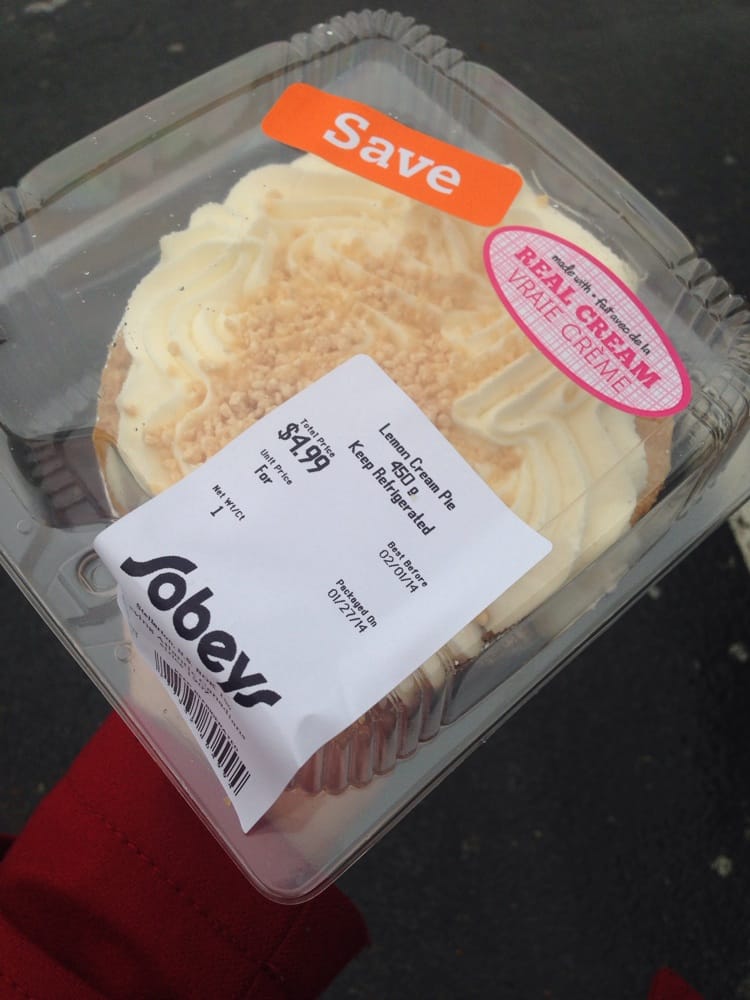 Save
made with • fait avec de la
REAL CREAM
VRAIE CRÈME
Lemon Cream Pie
450 g
Keep Refrigerated
Total Price
$4.99
Unit Price
For
Net Wt/Ct
1
Best Before
02/01/14
Packaged On
01/27/14
Sobeys